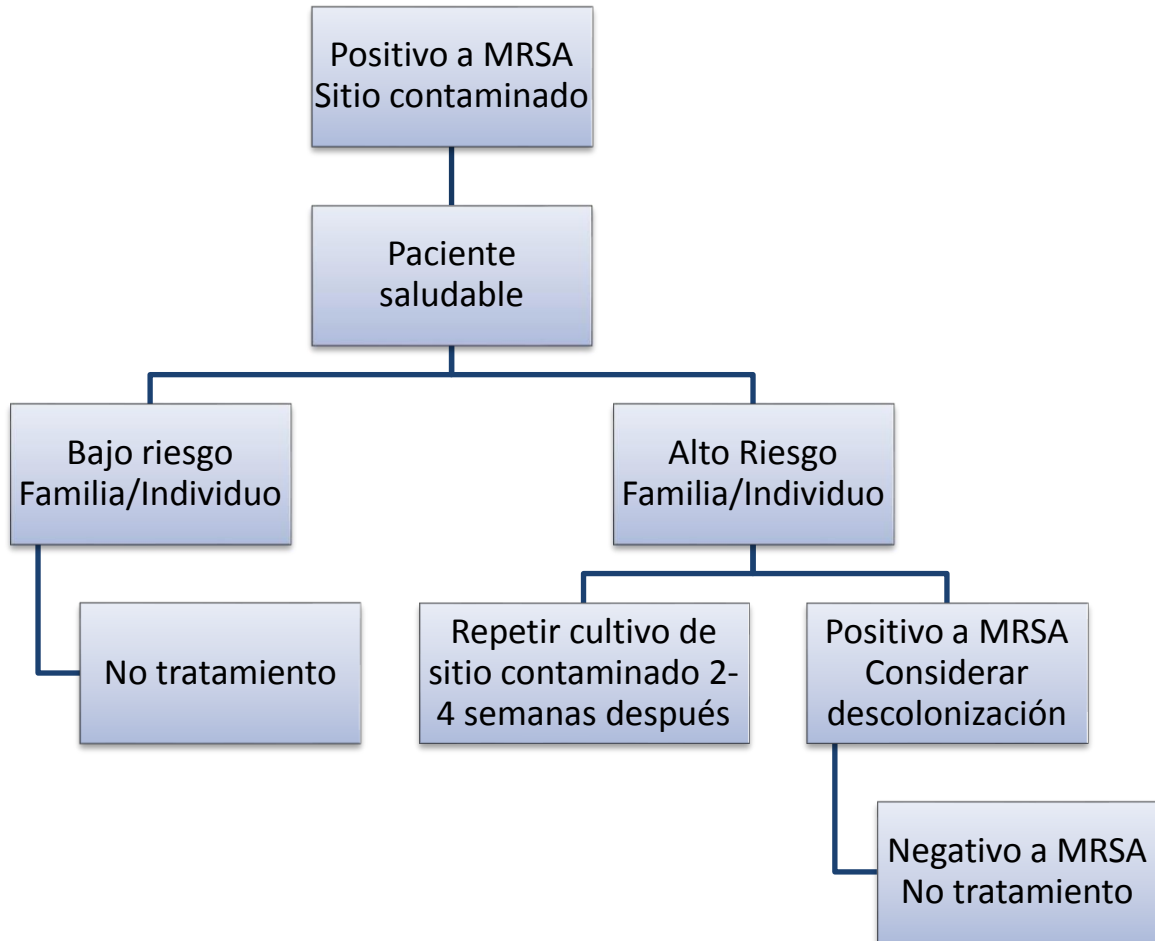 Positivo a MRSA
Sitio contaminado
Paciente
saludable
Bajo riesgo
Familia/Individuo
Alto Riesgo
Familia/Individuo
No tratamiento
Repetir cultivo de
sitio contaminado 2-
4 semanas después
Positivo a MRSA
Considerar
descolonización
Negativo a MRSA
No tratamiento